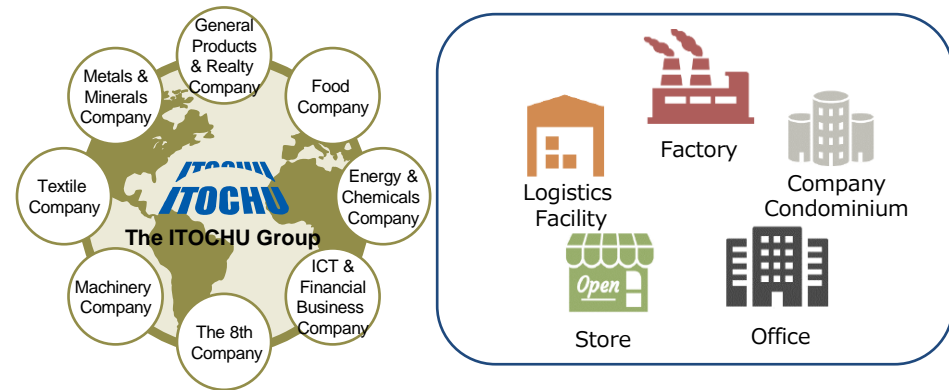 General
Products
& Realty
Company
Metals &
Minerals
Company
Food
Company
Textile
Company
ITOCHU
ITOCHU
The ITOCHU Group
Energy &
Chemicals
Company
Machinery
Company
ICT &
Financial
Business
Company
The 8th
Company
Factory
Logistics
Facility
Company
Condominium
Open
Store
Office